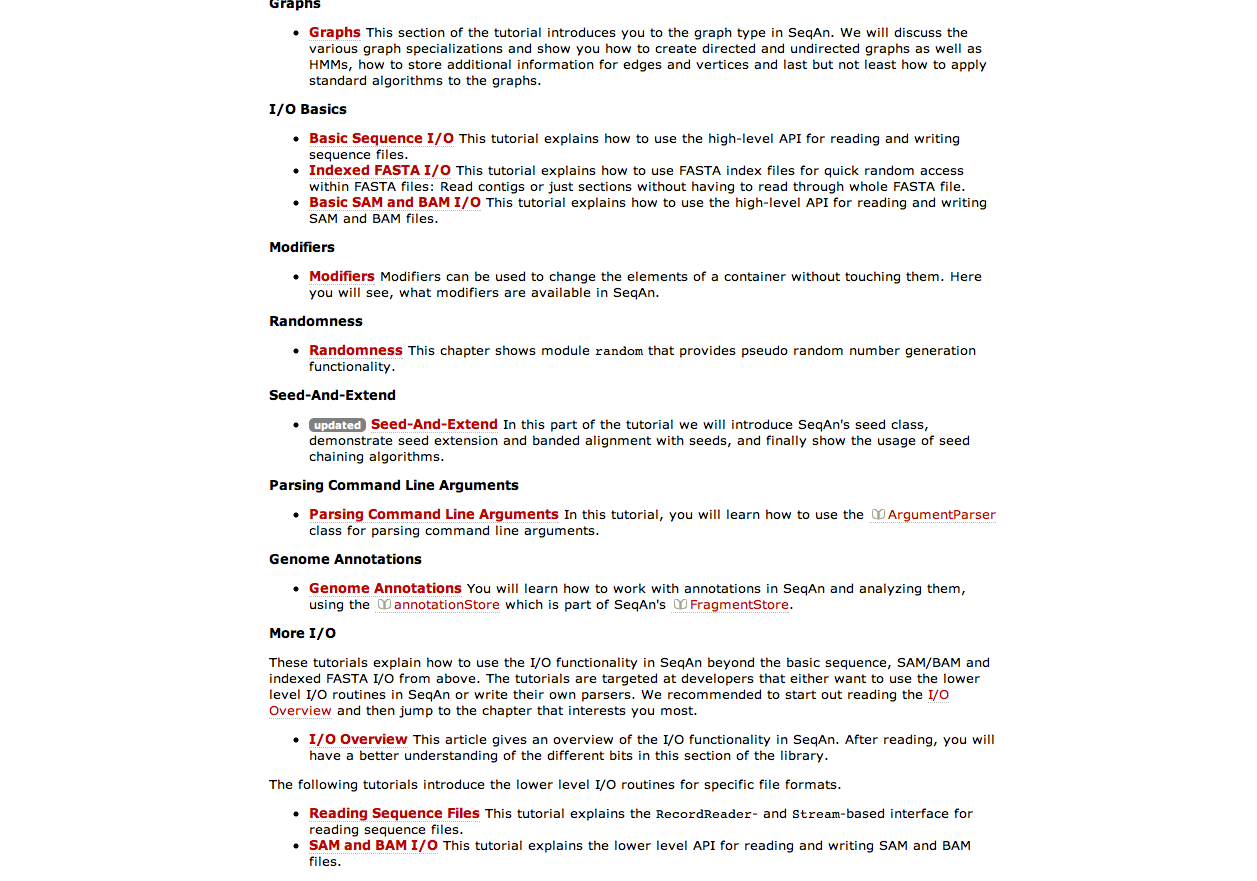 Graphs
Graphs This section of the tutorial introduces you to the graph type in SeqAn. We will discuss the
various graph specializations and show you how to create directed and undirected graphs as well as
HMMs, how to store additional information for edges and vertices and last but not least how to apply
standard algorithms to the graphs.
I/O Basics
Basic Sequence I/O This tutorial explains how to use the high-level API for reading and writing
sequence files.
Indexed FASTA I/O This tutorial explains how to use FASTA index files for quick random access
within FASTA files: Read contigs or just sections without having to read through whole FASTA file.
Basic SAM and BAM I/O This tutorial explains how to use the high-level API for reading and writing
SAM and BAM files.
Modifiers
Modifiers Modifiers can be used to change the elements of a container without touching them. Here
you will see, what modifiers are available in SeqAn.
Randomness
Randomness This chapter shows module random that provides pseudo random number generation
functionality.
Seed-And-Extend
updated Seed-And-Extend In this part of the tutorial we will introduce SeqAn's seed class,
demonstrate seed extension and banded alignment with seeds, and finally show the usage of seed
chaining algorithms.
Parsing Command Line Arguments
Parsing Command Line Arguments In this tutorial, you will learn how to use the ArgumentParser
class for parsing command line arguments.
Genome Annotations
Genome Annotations You will learn how to work with annotations in SeqAn and analyzing them,
using the annotationStore which is part of SeqAn's FragmentStore.
More I/O
These tutorials explain how to use the I/O functionality in SeqAn beyond the basic sequence, SAM/BAM and
indexed FASTA I/O from above. The tutorials are targeted at developers that either want to use the lower
level I/O routines in SeqAn or write their own parsers. We recommended to start out reading the I/O
Overview and then jump to the chapter that interests you most.
I/O Overview This article gives an overview of the I/O functionality in SeqAn. After reading, you will
have a better understanding of the different bits in this section of the library.
The following tutorials introduce the lower level I/O routines for specific file formats.
Reading Sequence Files This tutorial explains the RecordReader- and Stream-based interface for
reading sequence files.
SAM and BAM I/O This tutorial explains the lower level API for reading and writing SAM and BAM
files.